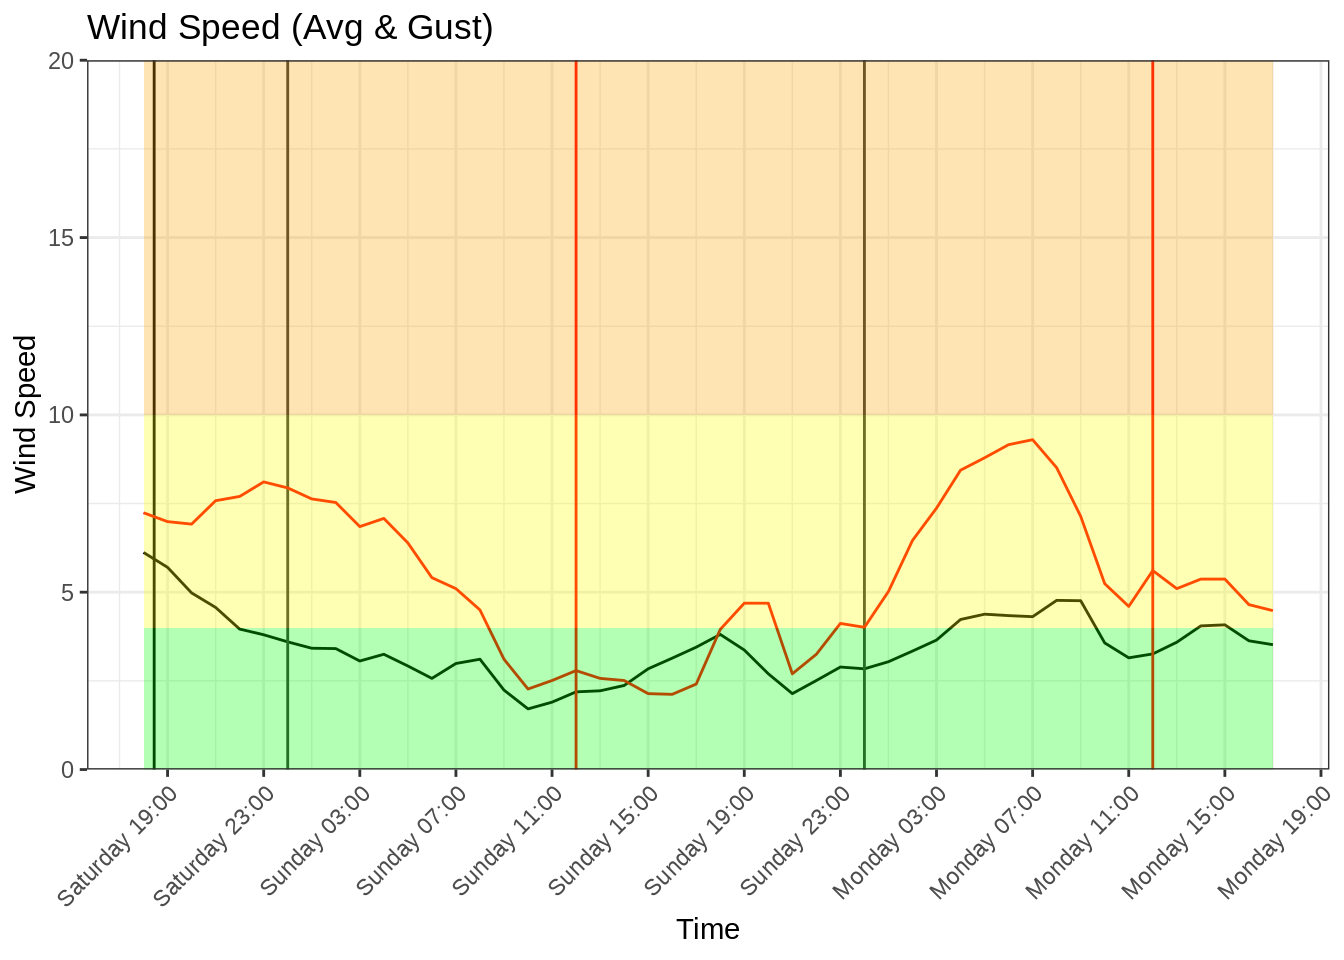 Wind Speed (Avg & Gust)
Wind Speed
20
15
10
5
0
Saturday 19:00
Saturday 23:00
Sunday 03:00
Sunday 07:00
Sunday 11:00
Sunday 15:00
Sunday 19:00
Sunday 23:00
Monday 03:00
Monday 07:00
Monday 11:00
Monday 15:00
Monday 19:00
Time